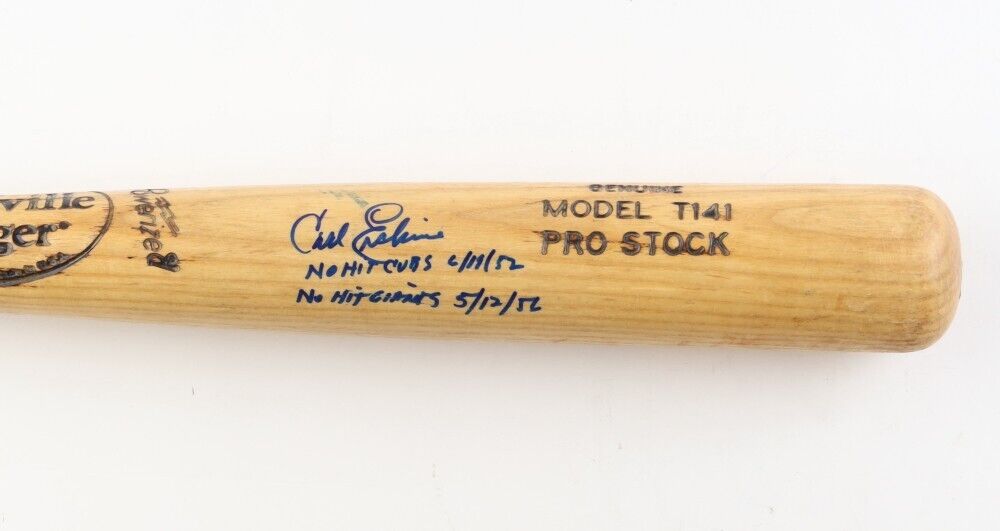 ville
ger
Powerized
Carl Erskine
NO HIT CUBS 6/19/52
NO HIT GIANTS 5/12/56
GENUINE
MODEL T141
PRO STOCK